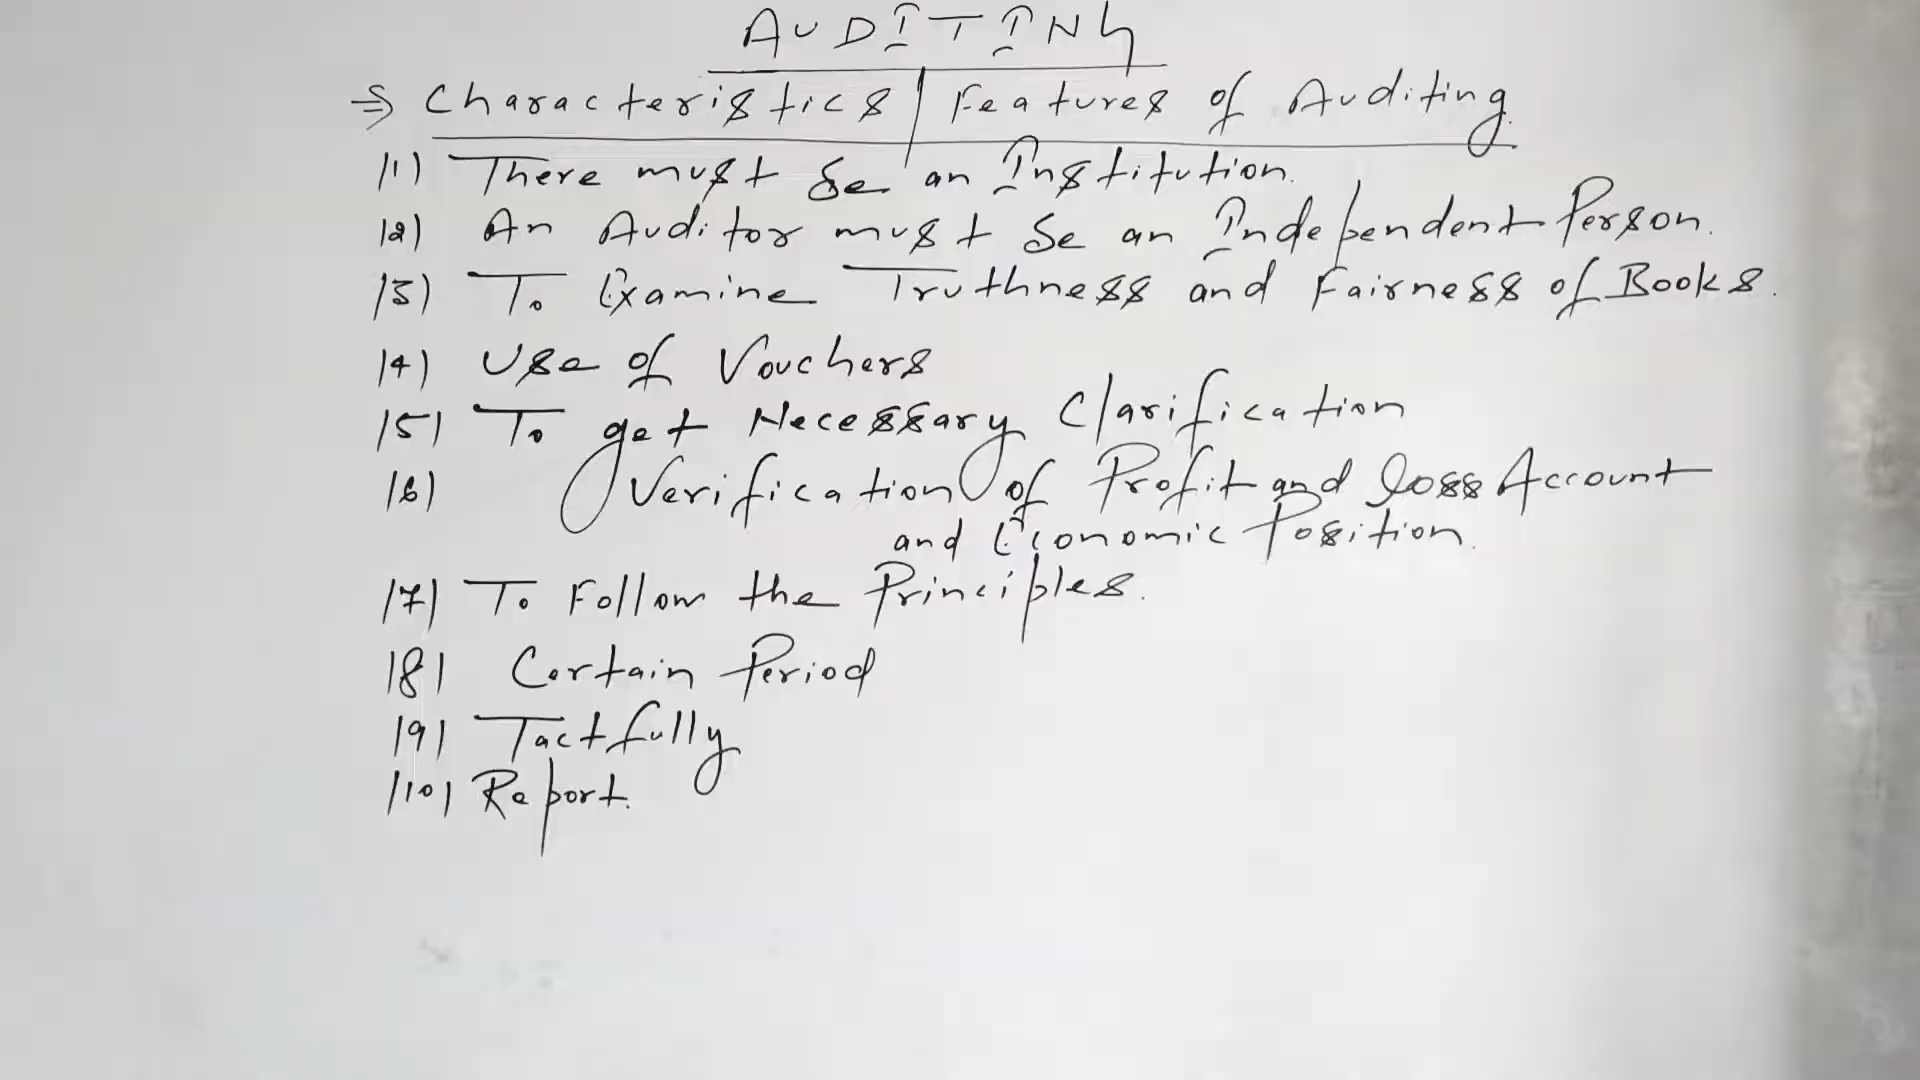 AUDITING
⇒ Characteristics | Features of Auditing.
(1) There must be an Institution.
(2) An Auditor must be an Independent Person.
(3) To Examine Truthness and Fairness of Books.
(4) Use of Vouchers
(5) To get Necessary Clarification
(6) Verification of Profit and loss Account
and Economic Position.
(7) To Follow the Principles.
(8) Certain Period
(9) Tactfully
(10) Report.